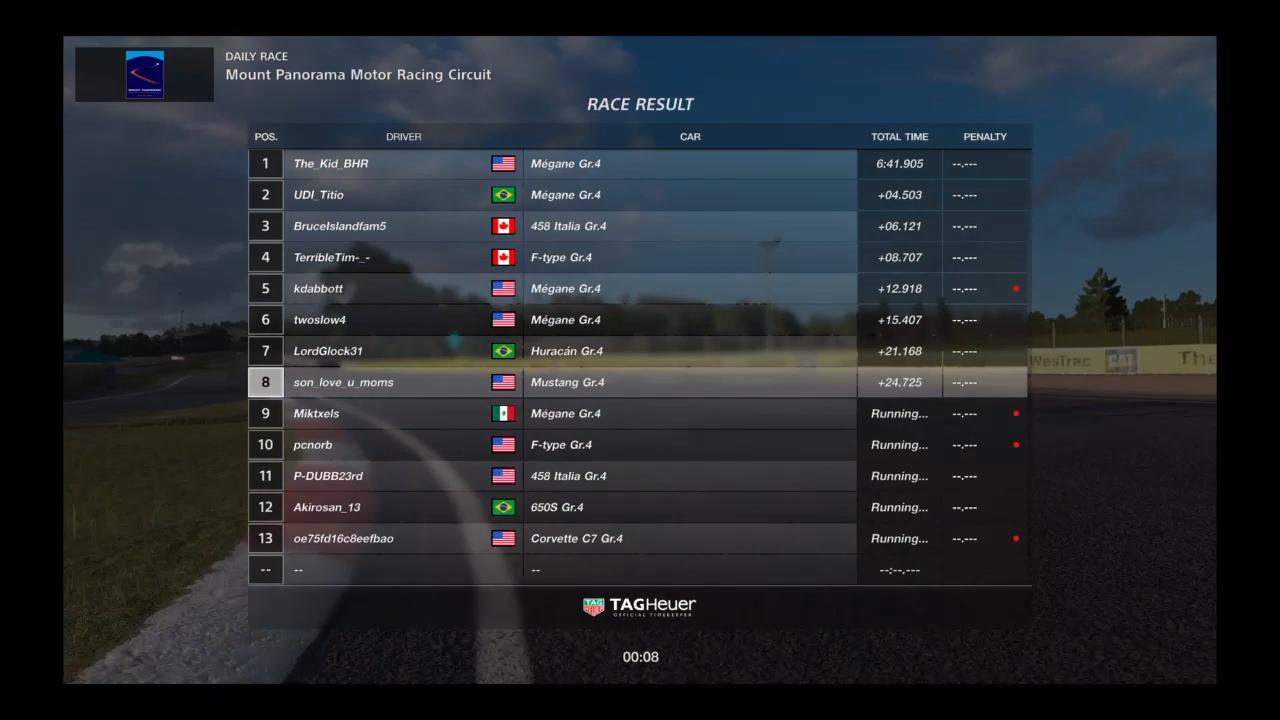 DAILY RACE
Mount Panorama Motor Racing Circuit
RACE RESULT
POS. DRIVER CAR TOTAL TIME PENALTY
1 The_Kid_BHR Mégane Gr.4 6:41.905 --.---
2 UDI_Titio Mégane Gr.4 +04.503 --.---
3 BruceIslandfam5 458 Italia Gr.4 +06.121 --.---
4 TerribleTim-_- F-type Gr.4 +08.707 --.---
5 kdabbott Mégane Gr.4 +12.918 --.---
6 twoslow4 Mégane Gr.4 +15.407 --.---
7 LordGlock31 Huracán Gr.4 +21.168 --.---
8 son_love_u_moms Mustang Gr.4 +24.725 --.---
9 Miktxels Mégane Gr.4 Running... --.---
10 pcnorb F-type Gr.4 Running... --.---
11 P-DUBB23rd 458 Italia Gr.4 Running... --.---
12 Akirosan_13 650S Gr.4 Running... --.---
13 oe75fd16c8eefbao Corvette C7 Gr.4 Running... --.---
-- -- -- --:--.---
WesTrac CAT The
TAG HEUER TAGHeuer
OFFICIAL TIMEKEEPER
00:08